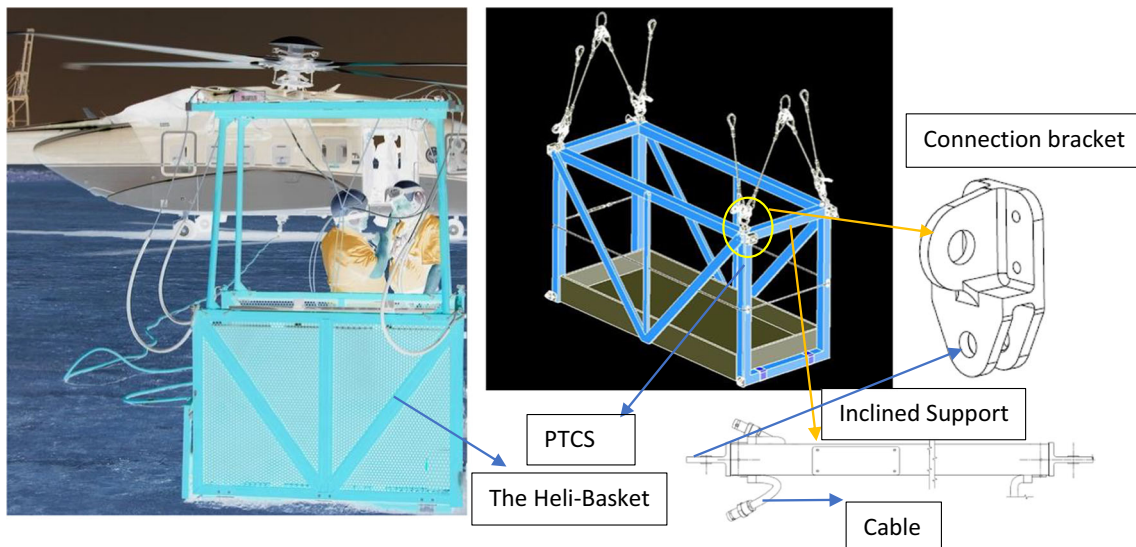 Connection bracket
Inclined Support
PTCS
The Heli-Basket
Cable